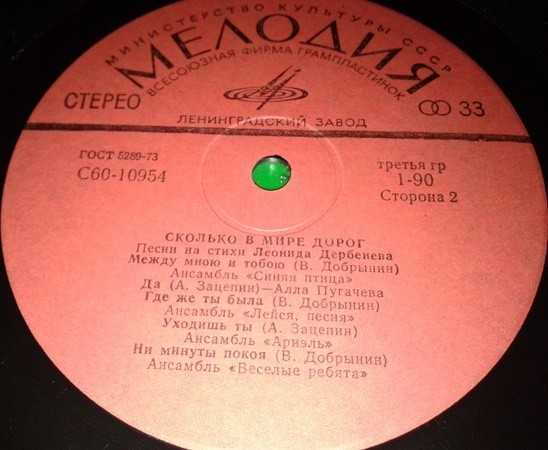 МИНИСТЕРСТВО КУЛЬТУРЫ СССР
МЕЛОДИЯ
ВСЕСОЮЗНАЯ ФИРМА ГРАМПЛАСТИНОК
СТЕРЕО
33
ЛЕНИНГРАДСКИЙ ЗАВОД
ГОСТ 5289-73
С60-10954
третья гр
1-90
Сторона 2
СКОЛЬКО В МИРЕ ДОРОГ
Песни на стихи Леонида Дербенева
Между мною и тобою (В. Добрынин)
Ансамбль «Синяя птица»
Да (А. Зацепин)—Алла Пугачева
Где же ты была (В. Добрынин)
Ансамбль «Лейся, песня»
Уходишь ты (А. Зацепин)
Ансамбль «Ариэль»
Ни минуты покоя (В. Добрынин)
Ансамбль «Веселые ребята»